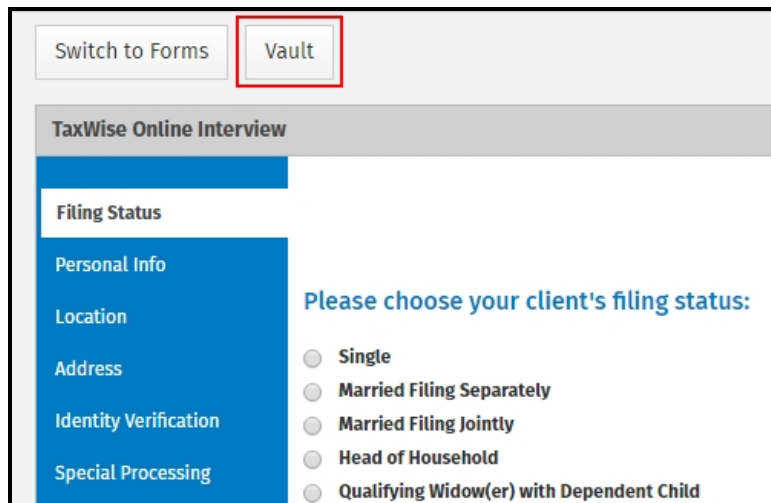 Switch to Forms
Vault
TaxWise Online Interview
Filing Status
Personal Info
Location
Address
Identity Verification
Special Processing
Please choose your client's filing status:
Single
Married Filing Separately
Married Filing Jointly
Head of Household
Qualifying Widow(er) with Dependent Child